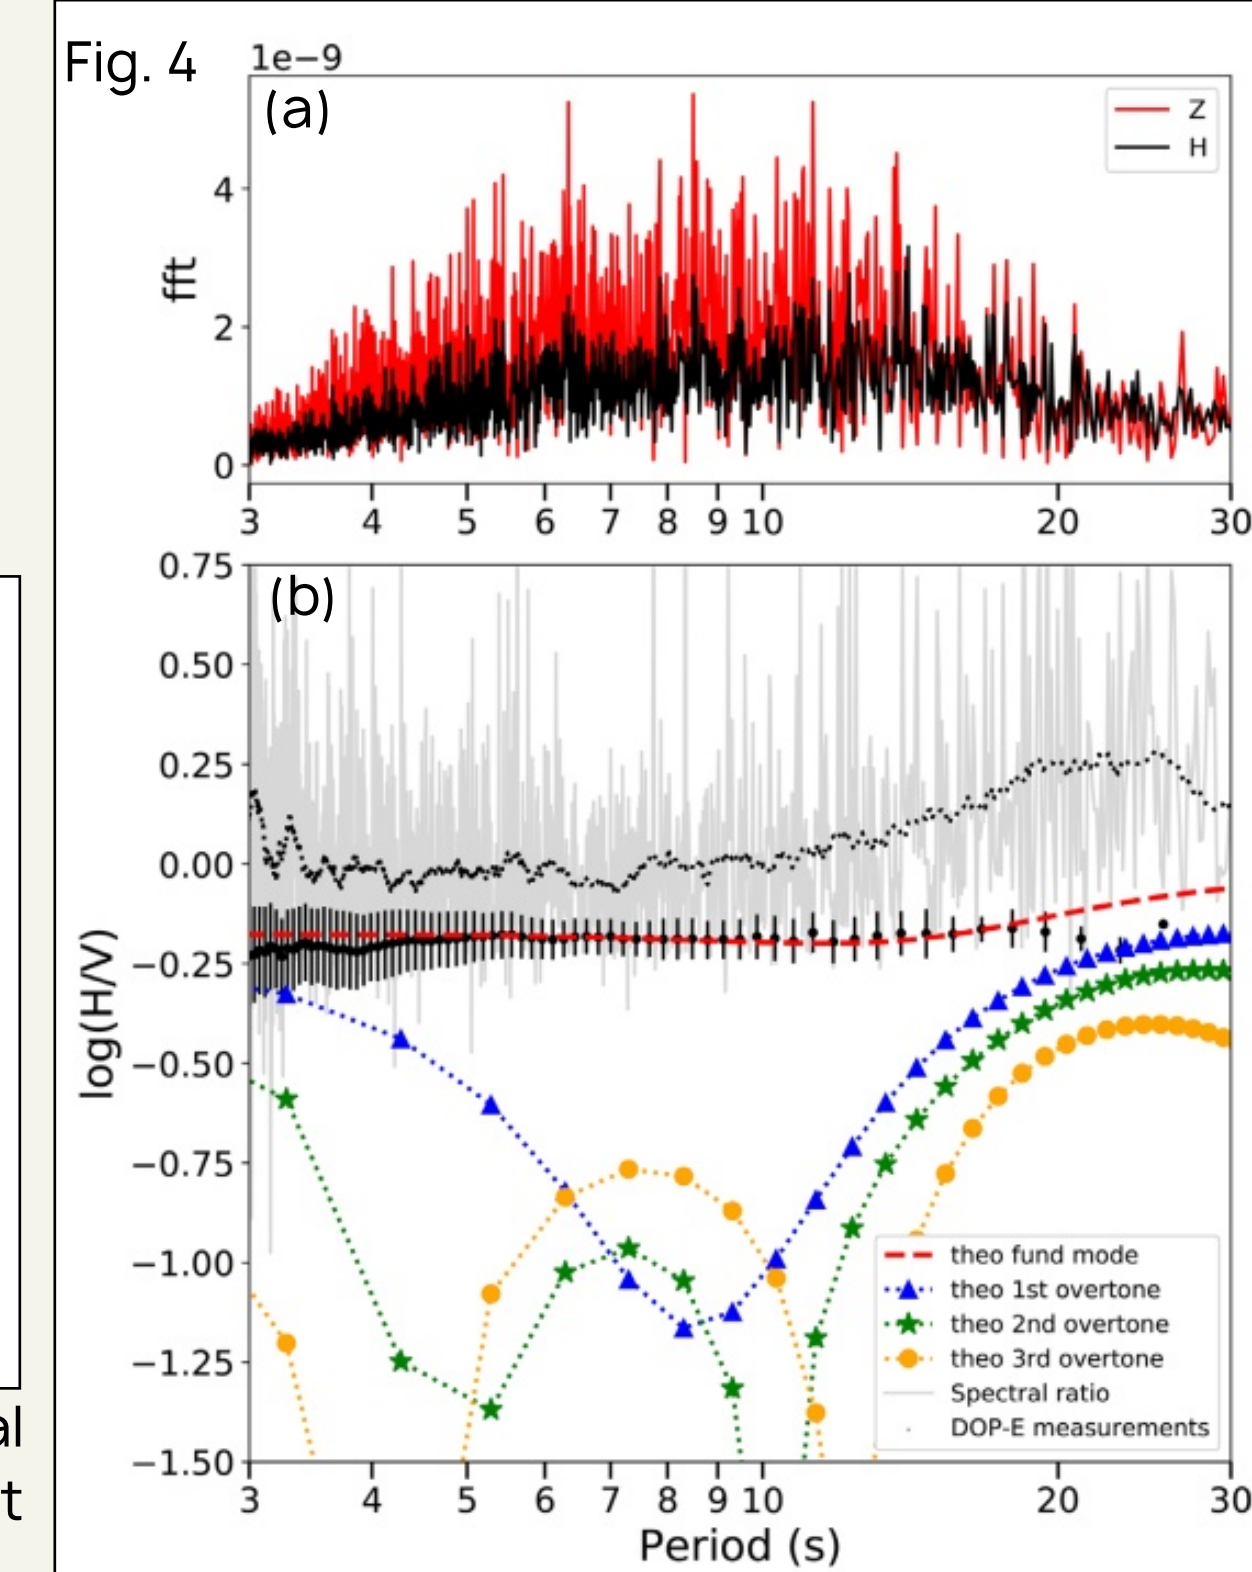 Fig. 4
1e−9
(a)
Z
H
4
2
0
fft
3 4 5 6 7 8 9 10 20 30
(b)
0.75
0.50
0.25
0.00
−0.25
−0.50
−0.75
−1.00
−1.25
−1.50
log(H/V)
theo fund mode
theo 1st overtone
theo 2nd overtone
theo 3rd overtone
Spectral ratio
DOP-E measurements
3 4 5 6 7 8 9 10 20 30
Period (s)
al
t